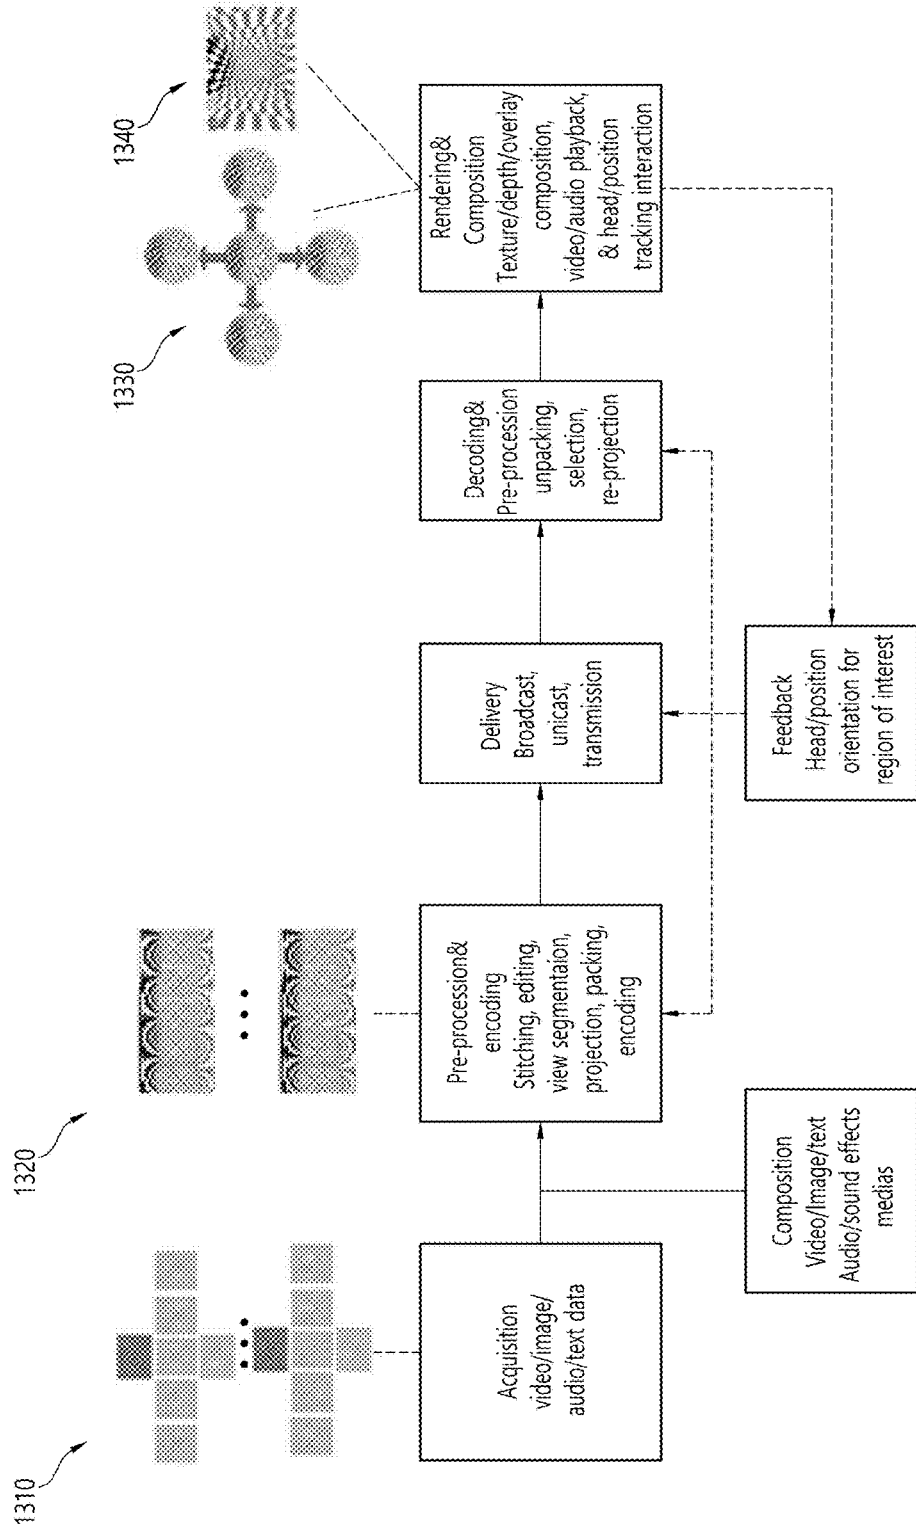 1310
1320
1330
1340
Acquisition
video/image/
audio/text data
Composition
Video/Image/text
Audio/sound effects
medias
Pre-procession&
encoding
Stitching, editing,
view segmentaion,
projection, packing,
encoding
Delivery
Broadcast,
unicast,
transmission
Feedback
Head/position
orientation for
region of interest
Decoding&
Pre-procession
unpacking,
selection,
re-projection
Rendering&
Composition
Texture/depth/overlay
composition,
video/audio playback,
& head/position
tracking interaction